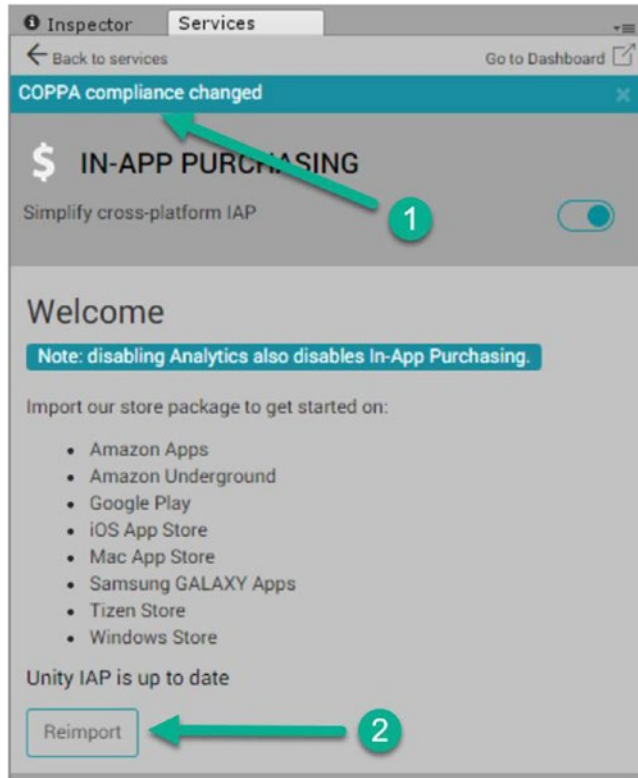 Inspector Services
Back to services Go to Dashboard
COPPA compliance changed
$ IN-APP PURCHASING
Simplify cross-platform IAP
1
Welcome
Note: disabling Analytics also disables In-App Purchasing.
Import our store package to get started on:
• Amazon Apps
• Amazon Underground
• Google Play
• iOS App Store
• Mac App Store
• Samsung GALAXY Apps
• Tizen Store
• Windows Store
Unity IAP is up to date
Reimport 2